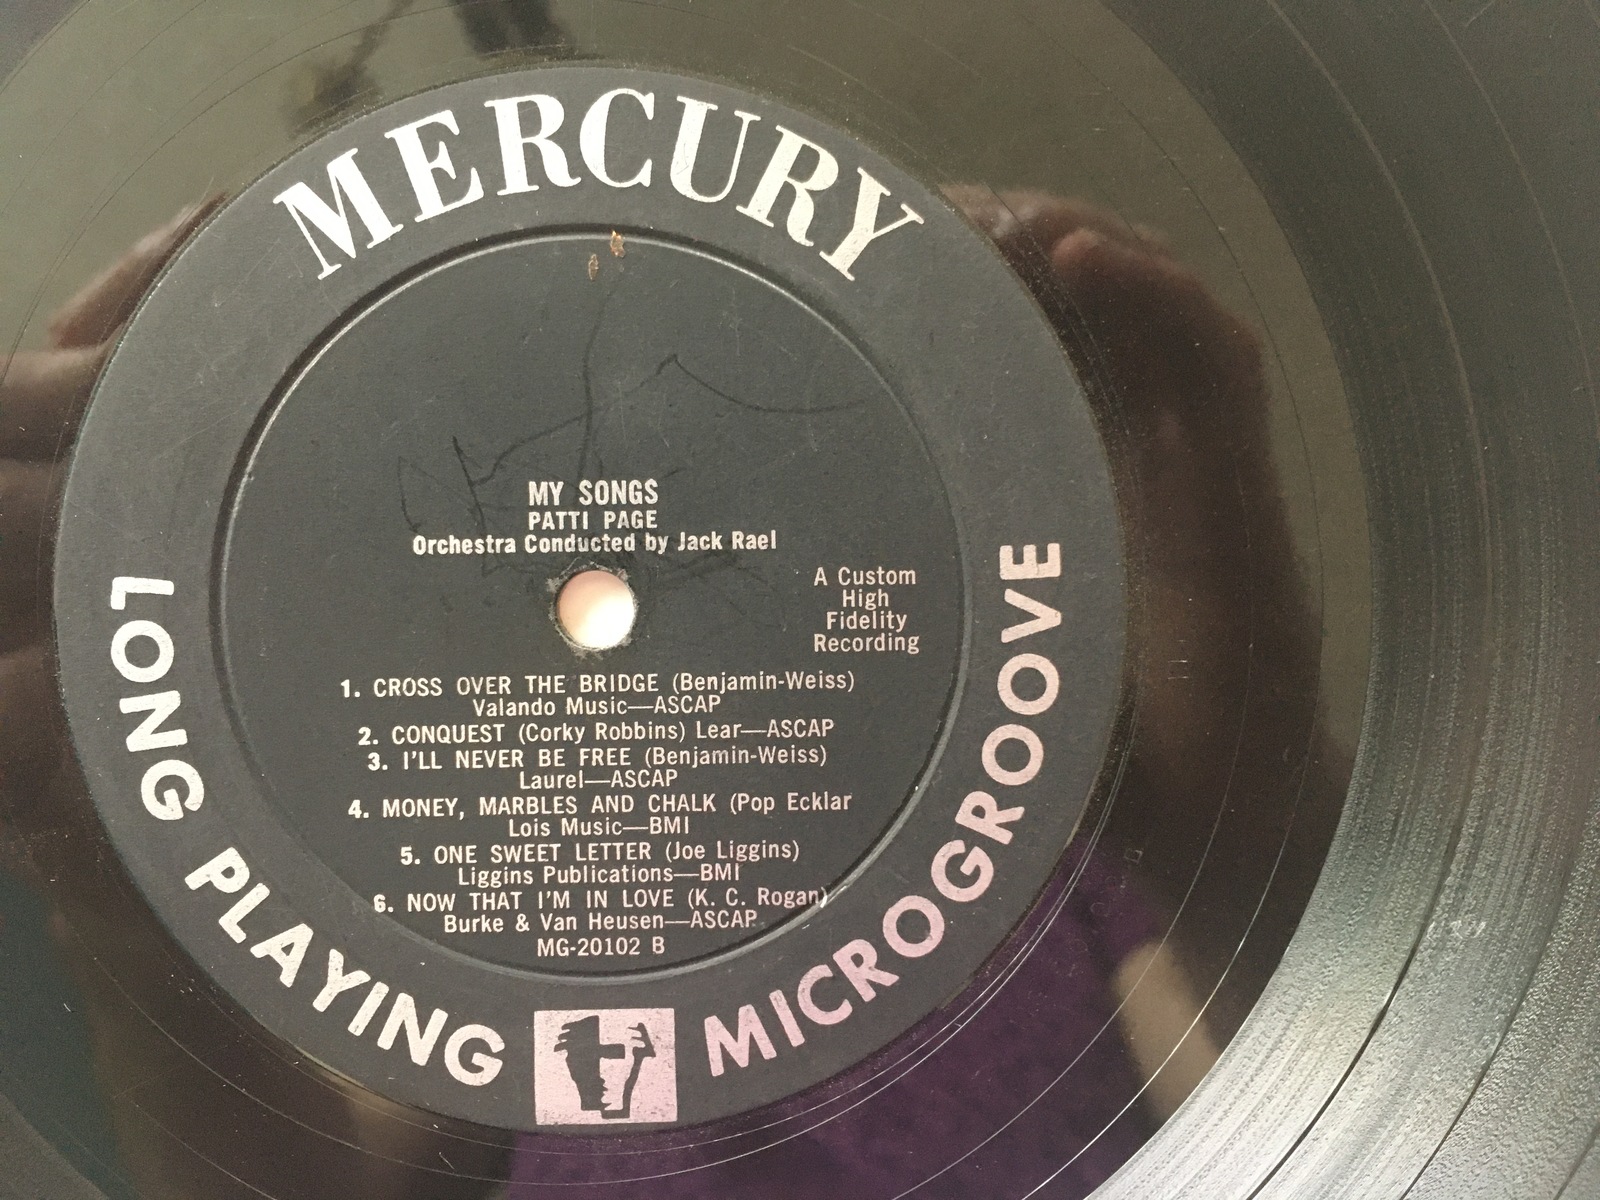 MERCURY
MY SONGS
PATTI PAGE
Orchestra Conducted by Jack Rael
A Custom
High
Fidelity
Recording
1. CROSS OVER THE BRIDGE (Benjamin-Weiss)
Valando Music—ASCAP
2. CONQUEST (Corky Robbins) Lear—ASCAP
3. I'LL NEVER BE FREE (Benjamin-Weiss)
Laurel—ASCAP
4. MONEY, MARBLES AND CHALK (Pop Ecklar
Lois Music—BMI
5. ONE SWEET LETTER (Joe Liggins)
Liggins Publications—BMI
6. NOW THAT I'M IN LOVE (K. C. Rogan)
Burke & Van Heusen—ASCAP
MG-20102 B
LONG PLAYING
MICROGROOVE